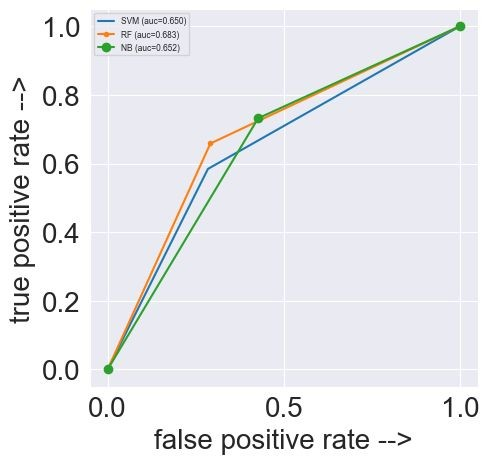 SVM (auc=0.650)
RF (auc=0.683)
NB (auc=0.652)
1.0
0.8
0.6
0.4
0.2
0.0
true positive rate -->
0.0 0.5 1.0
false positive rate -->